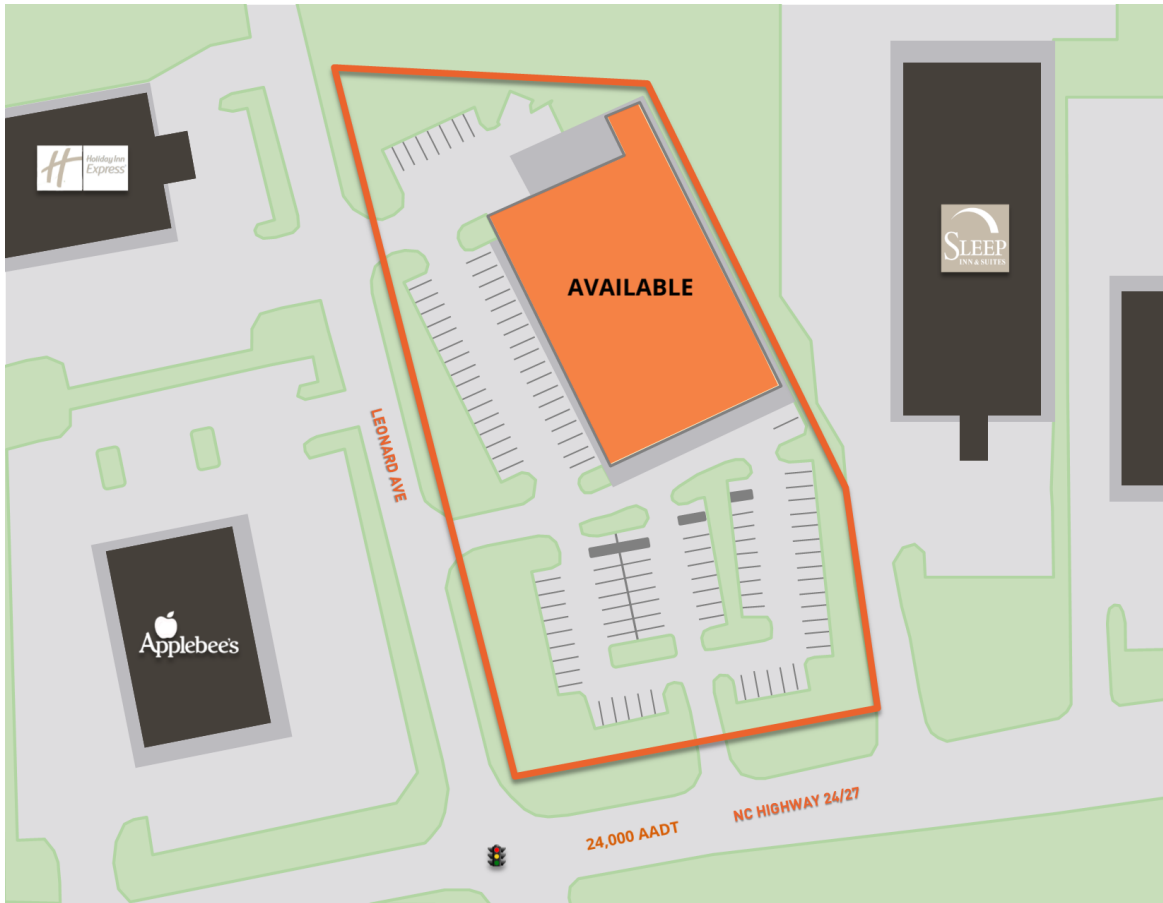 H
Holiday Inn
Express
SLEEP
INN & SUITES
AVAILABLE
LEONARD AVE
Applebee's
NC HIGHWAY 24/27
24,000 AADT